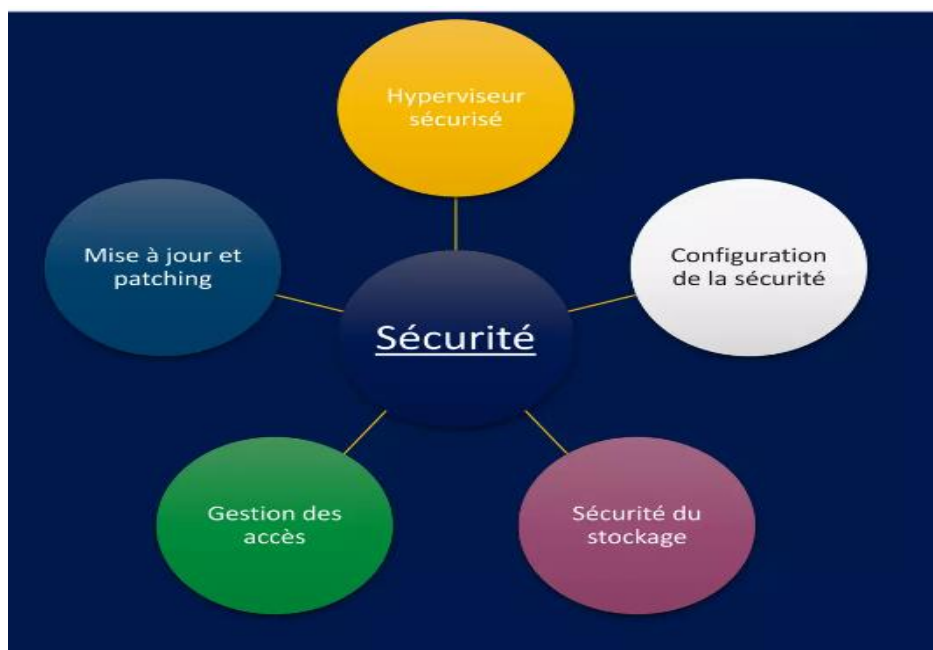 Hyperviseur
sécurisé
Configuration
de la sécurité
Sécurité du
stockage
Gestion des
accès
Mise à jour et
patching
Sécurité